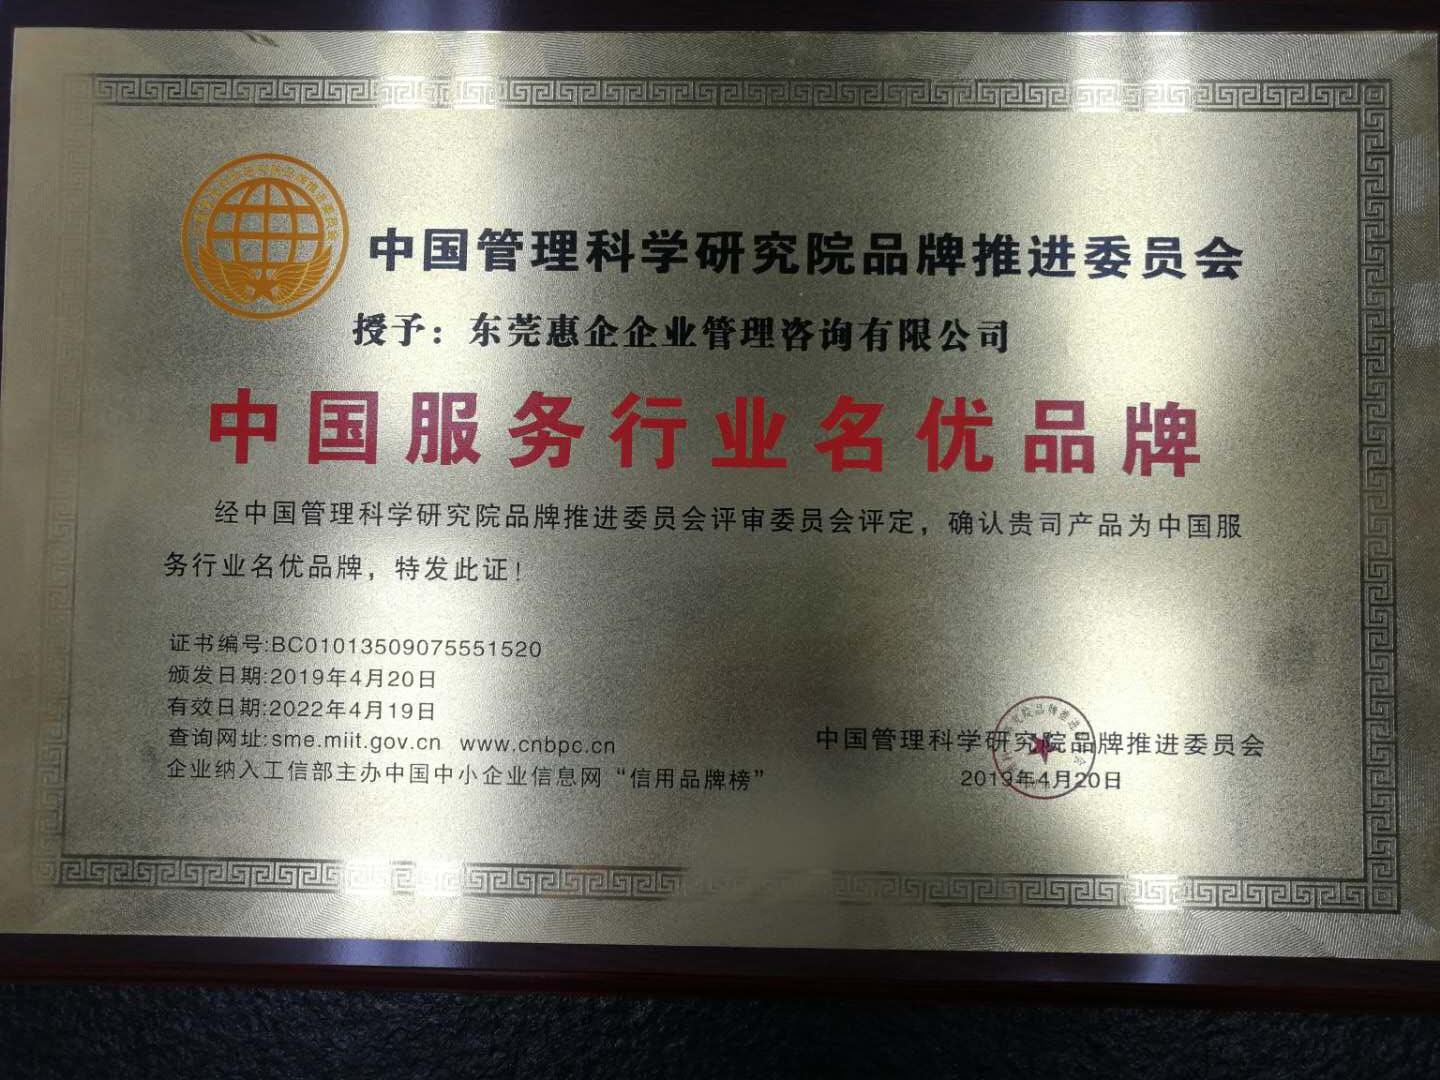 中国管理科学研究院品牌推进委员会
授予：东莞惠企企业管理咨询有限公司
中国服务行业名优品牌
经中国管理科学研究院品牌推进委员会评审委员会评定，确认贵司产品为中国服
务行业名优品牌，特发此证！
证书编号:BC01013509075551520
颁发日期:2019年4月20日
有效日期:2022年4月19日
查询网址:sme.miit.gov.cn www.cnbpc.cn
企业纳入工信部主办中国中小企业信息网“信用品牌榜”
中国管理科学研究院品牌推进委员会
2019年4月20日